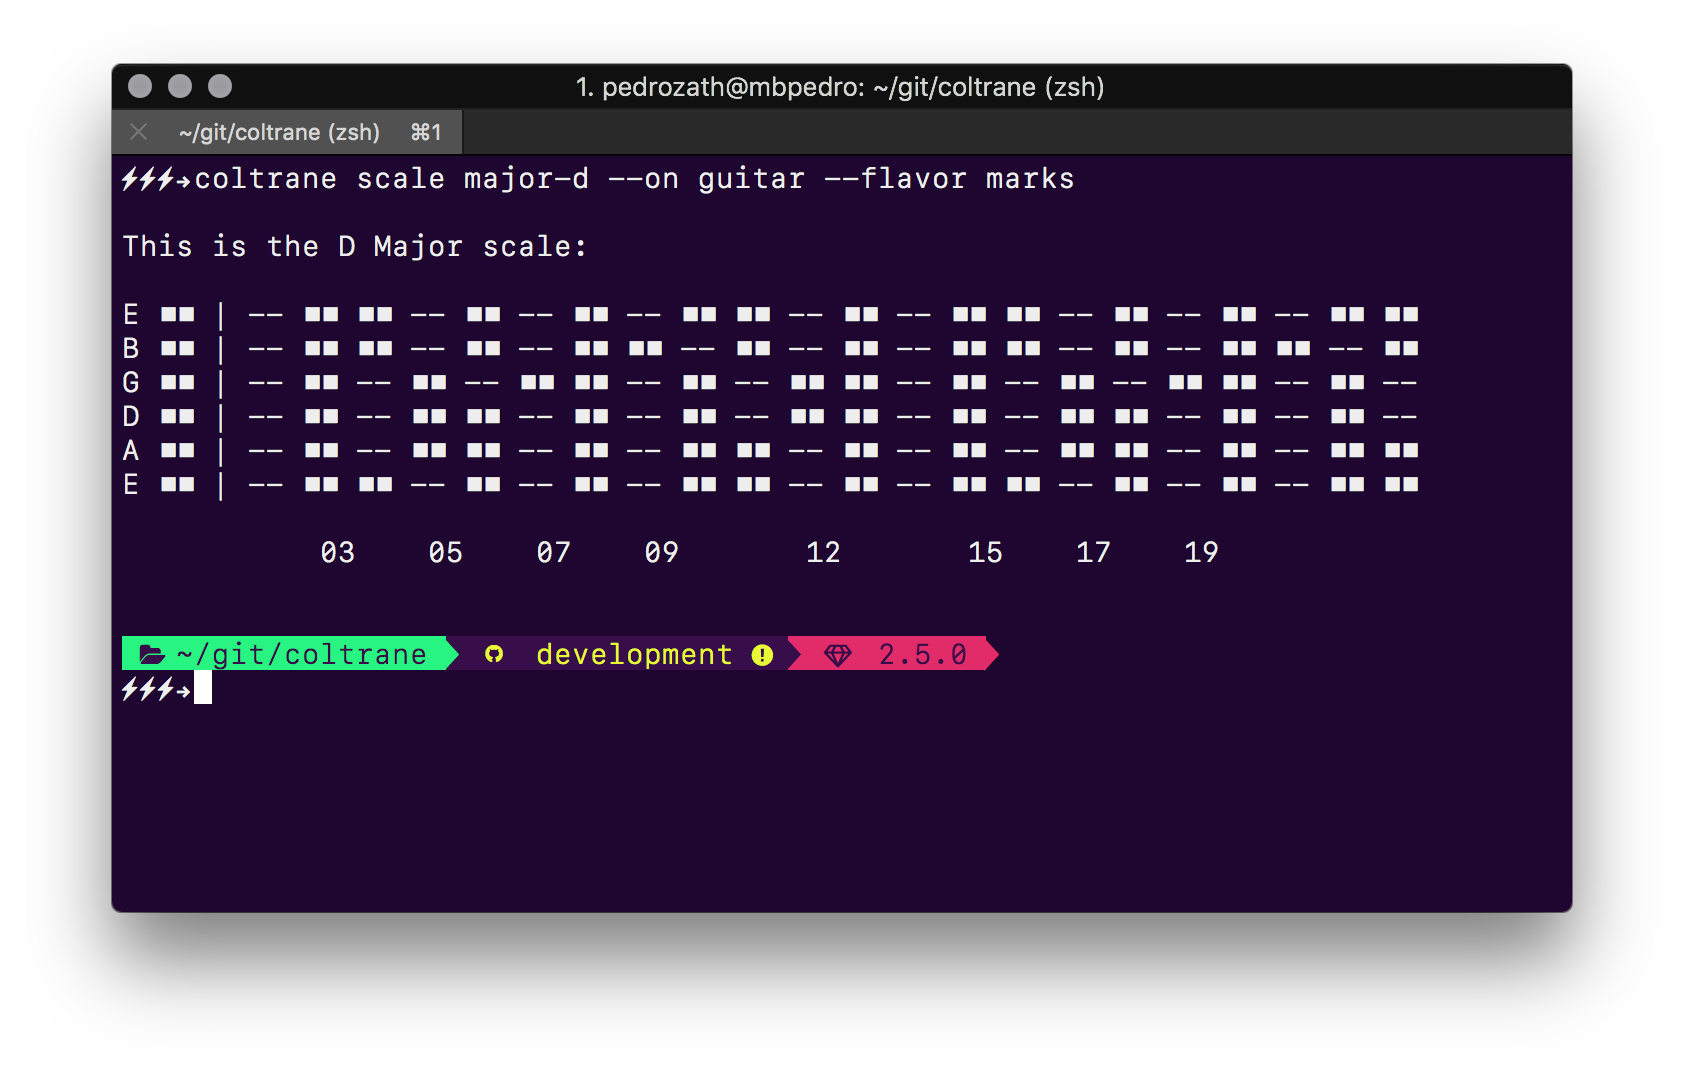 1. pedrozath@mbpedro: ~/git/coltrane (zsh)
~/git/coltrane (zsh) ⌘1
⚡⚡⚡→coltrane scale major-d --on guitar --flavor marks
This is the D Major scale:
E ■■ | -- ■■ ■■ -- ■■ -- ■■ -- ■■ ■■ -- ■■ -- ■■ ■■ -- ■■ -- ■■ -- ■■ ■■
B ■■ | -- ■■ ■■ -- ■■ -- ■■ ■■ -- ■■ -- ■■ -- ■■ ■■ -- ■■ -- ■■ ■■ -- ■■
G ■■ | -- ■■ -- ■■ -- ■■ ■■ -- ■■ -- ■■ ■■ -- ■■ -- ■■ -- ■■ ■■ -- ■■ --
D ■■ | -- ■■ -- ■■ ■■ -- ■■ -- ■■ -- ■■ ■■ -- ■■ -- ■■ ■■ -- ■■ -- ■■ --
A ■■ | -- ■■ -- ■■ ■■ -- ■■ -- ■■ ■■ -- ■■ -- ■■ -- ■■ ■■ -- ■■ -- ■■ ■■
E ■■ | -- ■■ ■■ -- ■■ -- ■■ -- ■■ ■■ -- ■■ -- ■■ ■■ -- ■■ -- ■■ -- ■■ ■■
03 05 07 09 12 15 17 19
~/git/coltrane development 2.5.0
⚡⚡⚡→